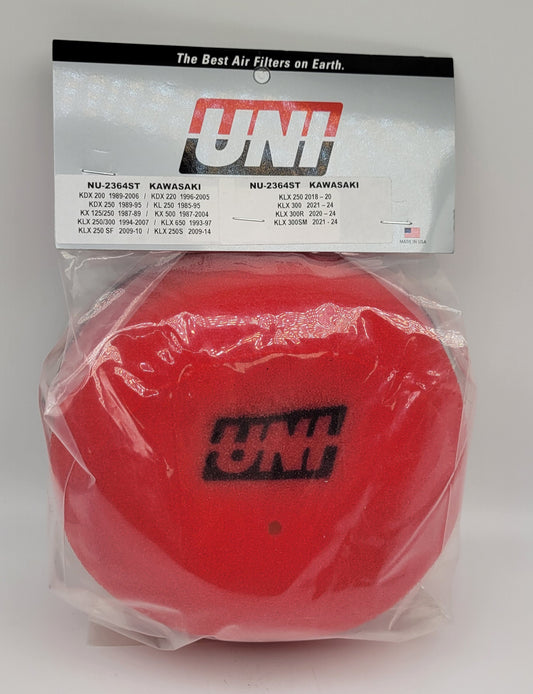 The Best Air Filters on Earth.
UNI
NU-2364ST KAWASAKI
KDX 200 1989-2006 / KDX 220 1996-2005
KDX 250 1989-95 / KL 250 1985-95
KX 125/250 1987-89 / KX 500 1987-2004
KLX 250/300 1994-2007 / KLX 650 1993-97
KLX 250 SF 2009-10 / KLX 250S 2009-14
NU-2364ST KAWASAKI
KLX 250 2018 – 20
KLX 300 2021 - 24
KLX 300R 2020 – 24
KLX 300SM 2021 - 24
MADE IN USA
UNI